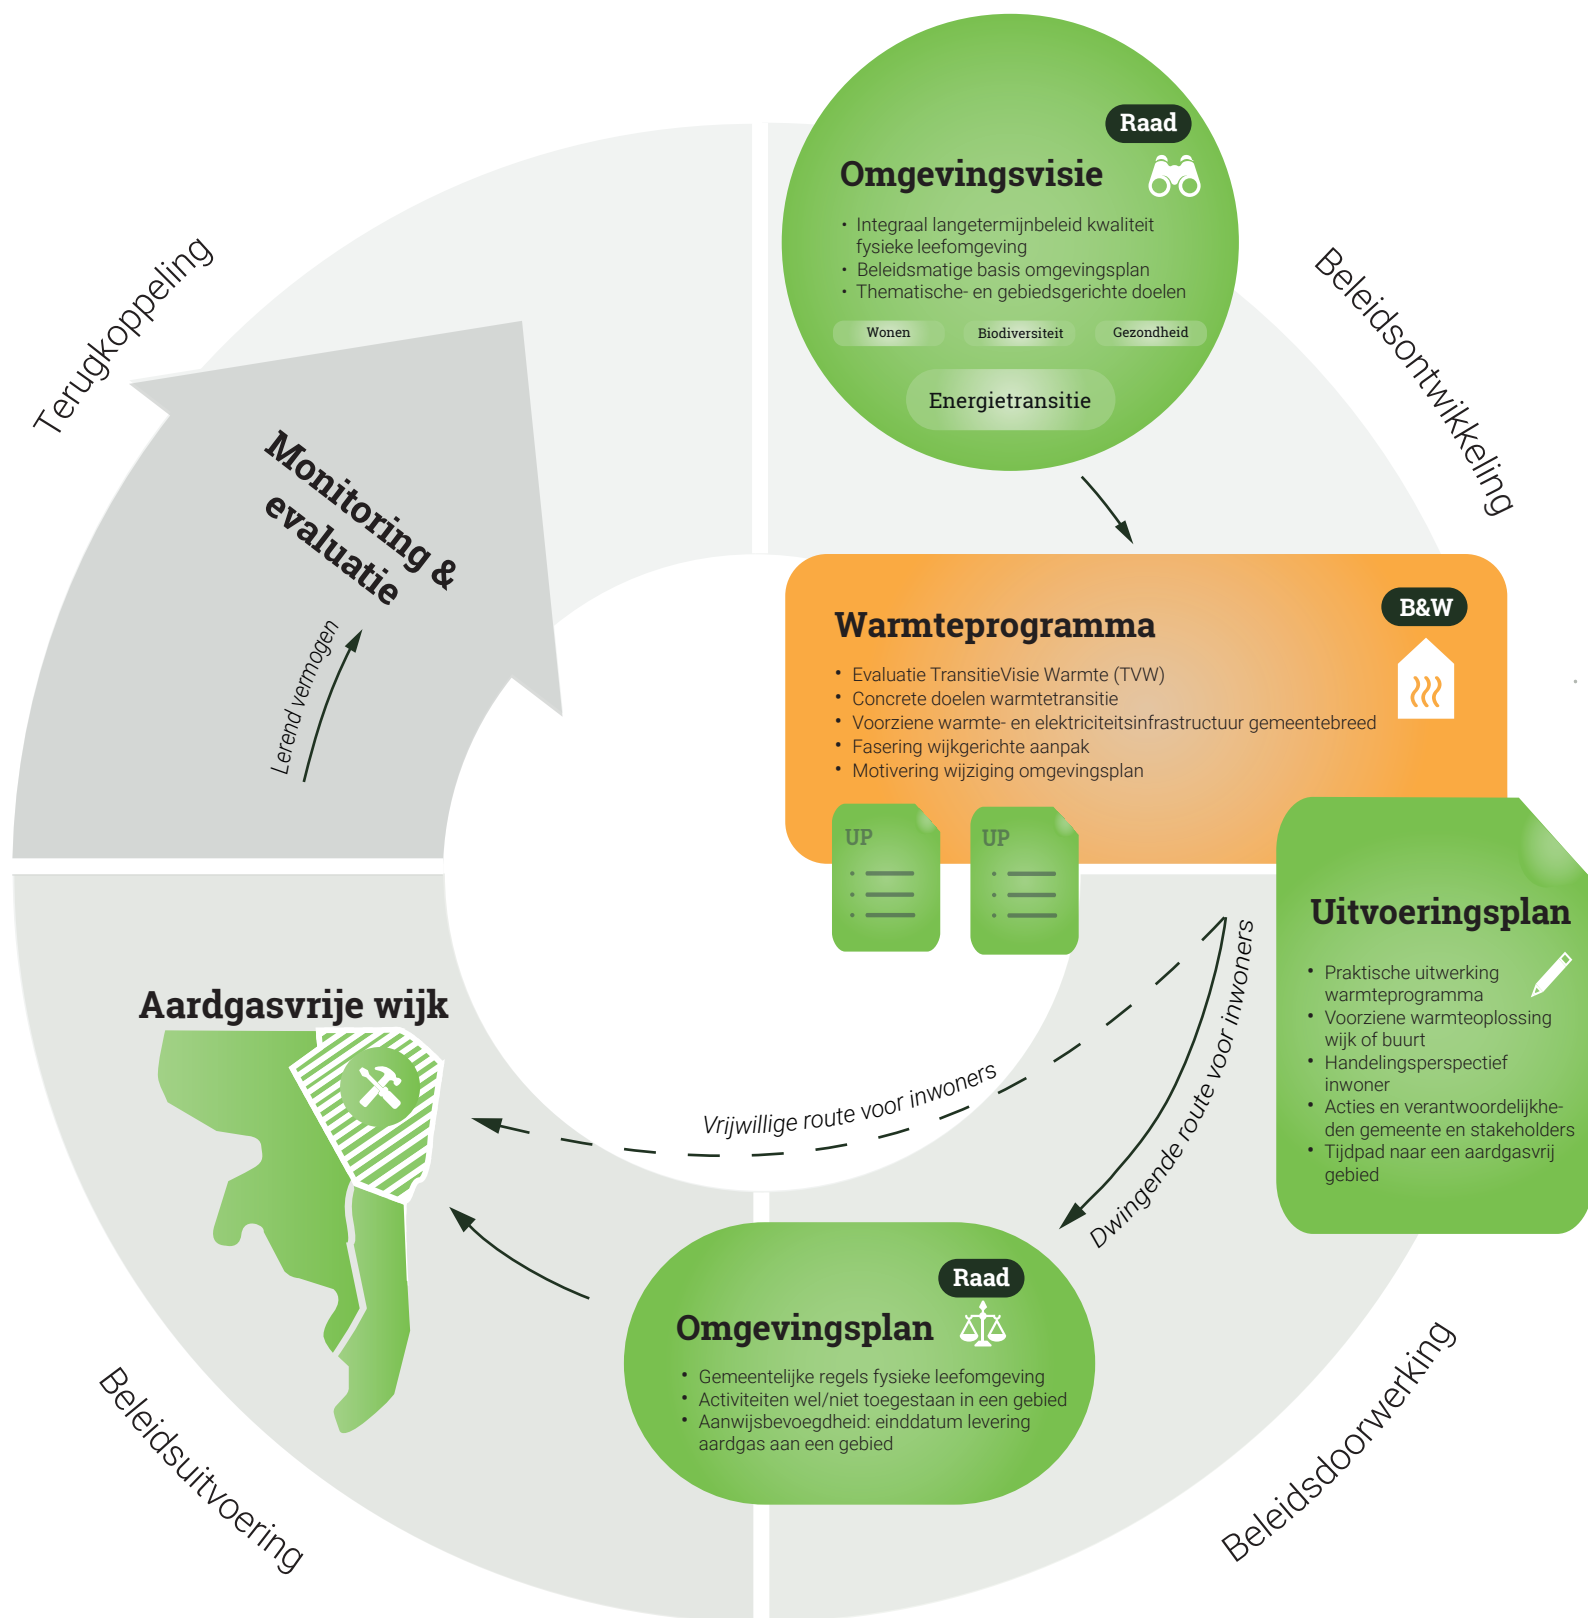 Raad
Omgevingsvisie
• Integraal langetermijnbeleid kwaliteit
fysieke leefomgeving
• Beleidsmatige basis omgevingsplan
• Thematische- en gebiedsgerichte doelen
Wonen
Biodiversiteit
Gezondheid
Energietransitie
Beleidsontwikkeling
B&W
Warmteprogramma
• Evaluatie TransitieVisie Warmte (TVW)
• Concrete doelen warmtetransitie
• Voorziene warmte- en elektriciteitsinfrastructuur gemeentebreed
• Fasering wijkgerichte aanpak
• Motivering wijziging omgevingsplan
UP
UP
Uitvoeringsplan
• Praktische uitwerking
warmteprogramma
• Voorziene warmteoplossing
wijk of buurt
• Handelingsperspectief
inwoner
• Acties en verantwoordelijkhe-
den gemeente en stakeholders
• Tijdpad naar een aardgasvrij
gebied
Vrijwillige route voor inwoners
Dwingende route voor inwoners
Beleidsdoorwerking
Raad
Omgevingsplan
• Gemeentelijke regels fysieke leefomgeving
• Activiteiten wel/niet toegestaan in een gebied
• Aanwijsbevoegdheid: einddatum levering
aardgas aan een gebied
Aardgasvrije wijk
Beleidsuitvoering
Lerend vermogen
Monitoring &
evaluatie
Terugkoppeling